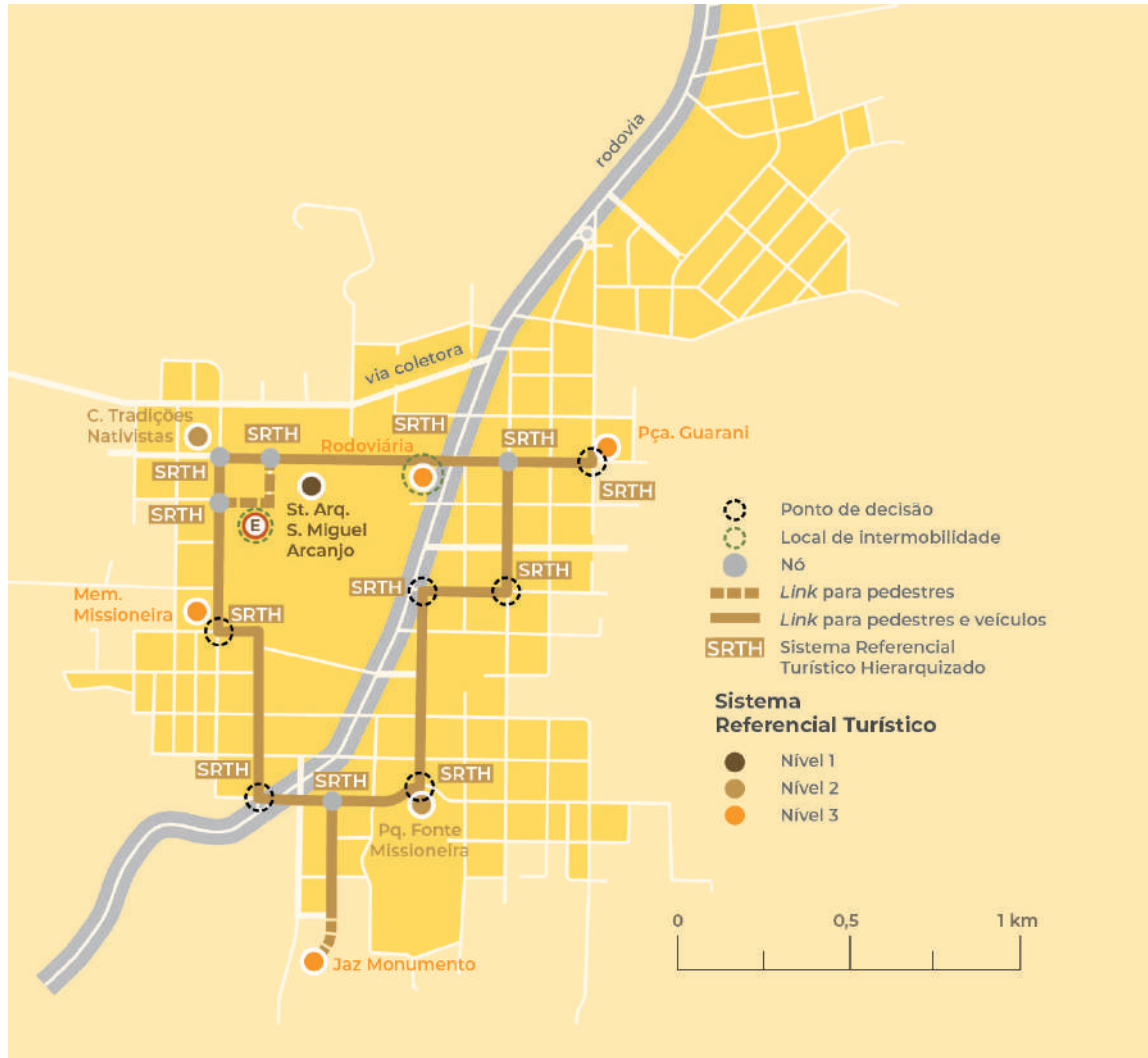 rodovia
via coletora
C. Tradições
Nativistas
SRTH
Rodoviária
SRTH
SRTH
Pça. Guarani
SRTH
SRTH
SRTH
E
St. Arq.
S. Miguel
Arcanjo
Mem.
Missioneira
SRTH
SRTH
SRTH
SRTH
SRTH
SRTH
Pq. Fonte
Missioneira
Jaz Monumento
Ponto de decisão
Local de intermobilidade
Nó
Link para pedestres
Link para pedestres e veículos
SRTH
Sistema Referencial
Turístico Hierarquizado
Sistema
Referencial Turístico
Nível 1
Nível 2
Nível 3
0
0,5
1 km